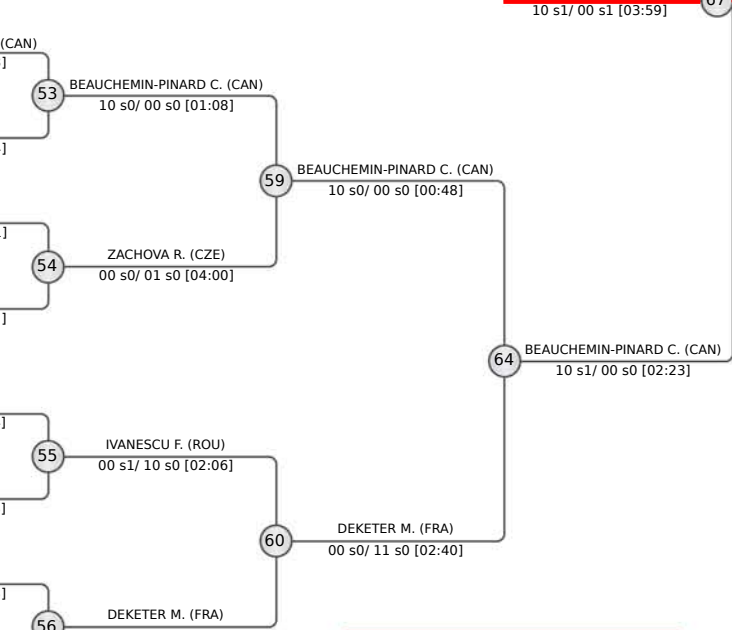 67
10 s1/ 00 s1 [03:59]
(CAN)
]
53
BEAUCHEMIN-PINARD C. (CAN)
10 s0/ 00 s0 [01:08]
]
59
BEAUCHEMIN-PINARD C. (CAN)
10 s0/ 00 s0 [00:48]
]
54
ZACHOVA R. (CZE)
00 s0/ 01 s0 [04:00]
]
64
BEAUCHEMIN-PINARD C. (CAN)
10 s1/ 00 s0 [02:23]
]
55
IVANESCU F. (ROU)
00 s1/ 10 s0 [02:06]
]
60
DEKETER M. (FRA)
00 s0/ 11 s0 [02:40]
]
56
DEKETER M. (FRA)